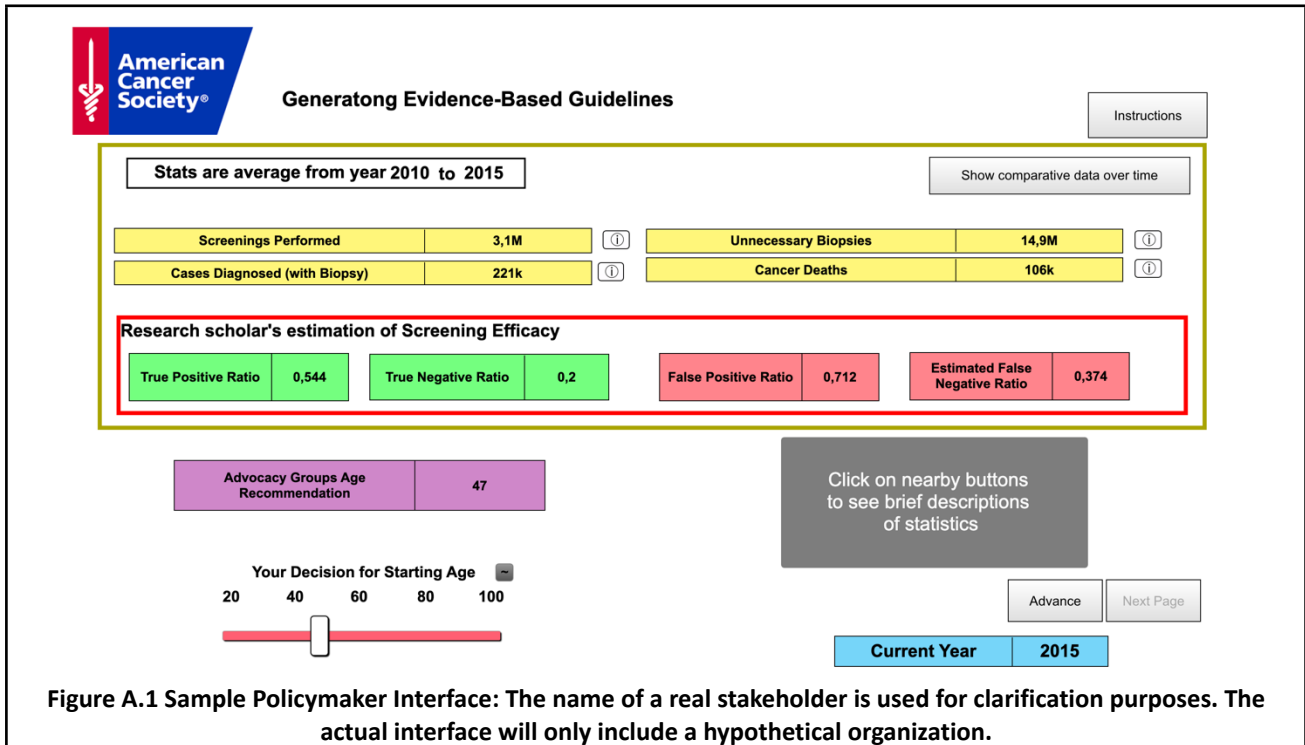 American
Cancer
Society®
Generatong Evidence-Based Guidelines
Instructions
Stats are average from year 2010 to 2015
Show comparative data over time
Screenings Performed 3,1M ⓘ Unnecessary Biopsies 14,9M ⓘ
Cases Diagnosed (with Biopsy) 221k ⓘ Cancer Deaths 106k ⓘ
Research scholar's estimation of Screening Efficacy
True Positive Ratio 0,544 True Negative Ratio 0,2 False Positive Ratio 0,712 Estimated False
Negative Ratio 0,374
Advocacy Groups Age
Recommendation 47
Click on nearby buttons
to see brief descriptions
of statistics
Your Decision for Starting Age ~
20 40 60 80 100
Advance Next Page
Current Year 2015
Figure A.1 Sample Policymaker Interface: The name of a real stakeholder is used for clarification purposes. The
actual interface will only include a hypothetical organization.